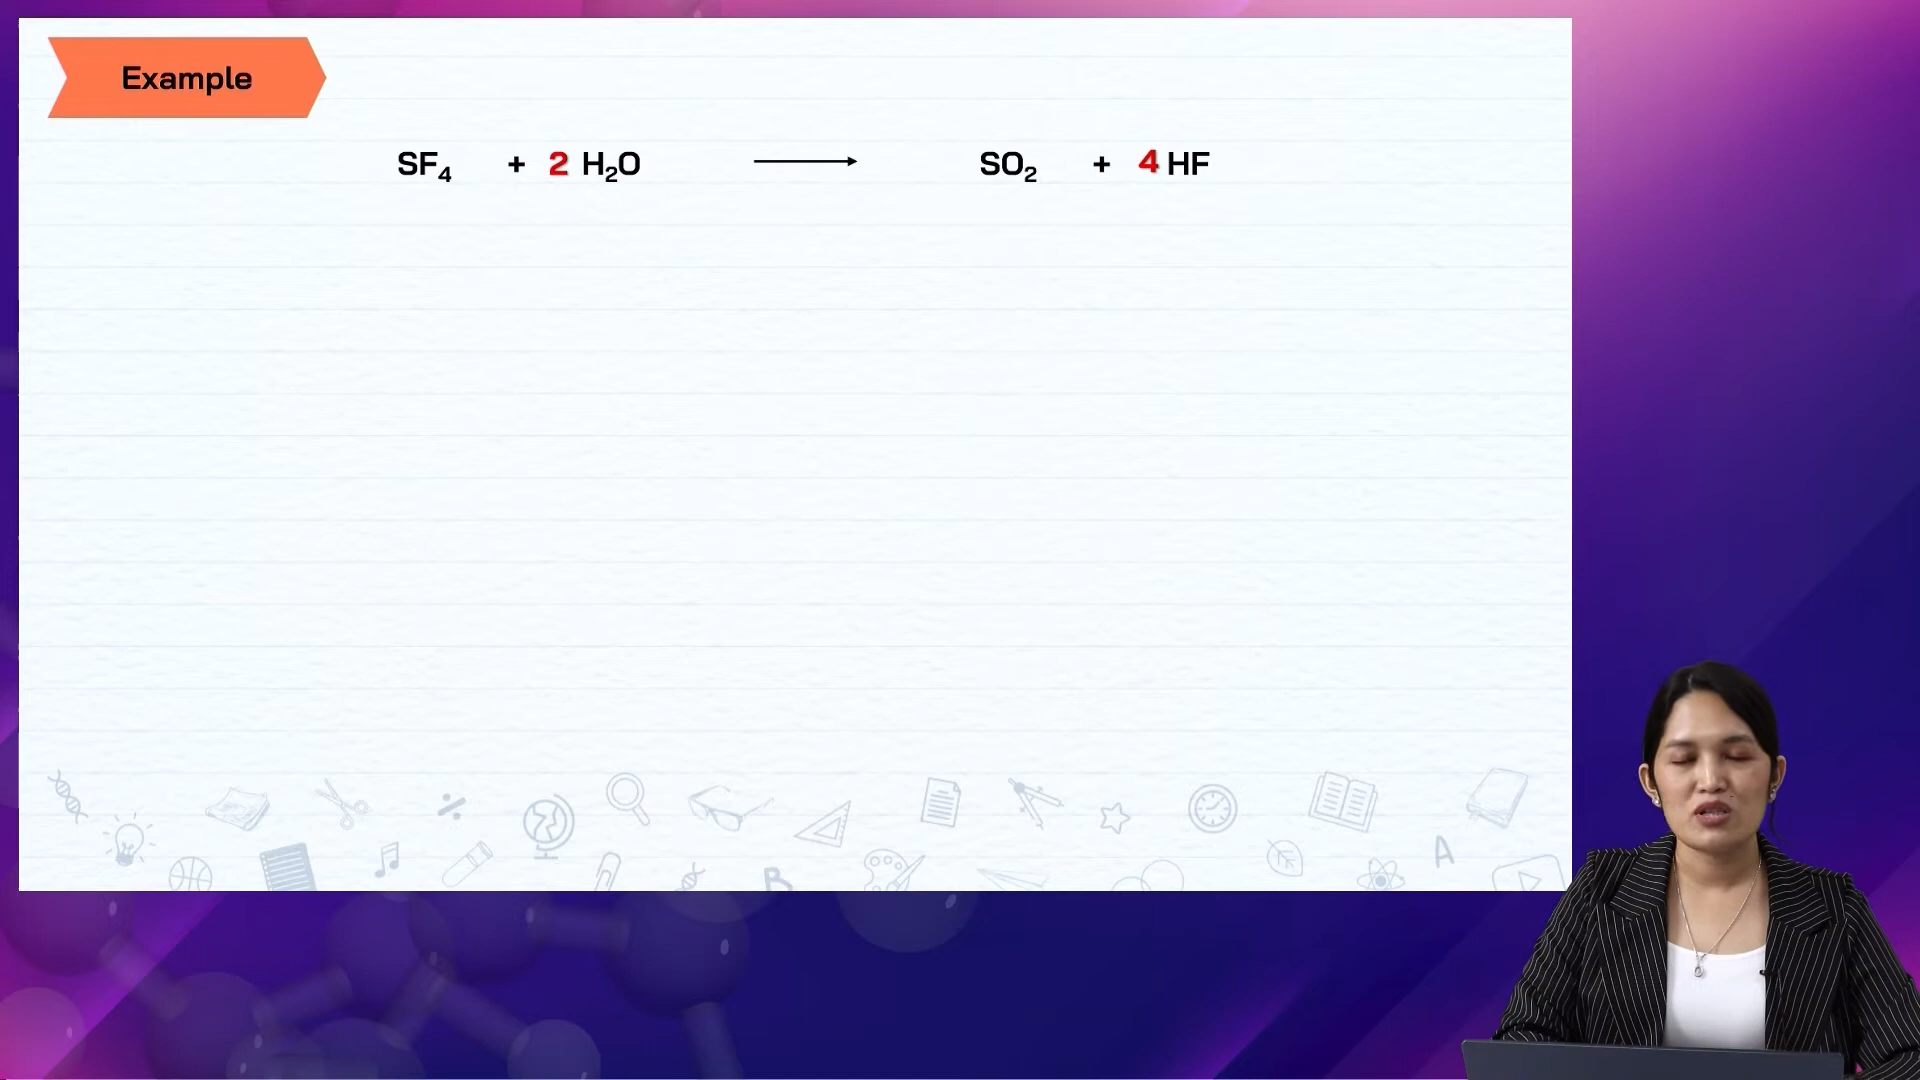 Example
SF₄ + 2 H₂O ⟶ SO₂ + 4 HF
A
B